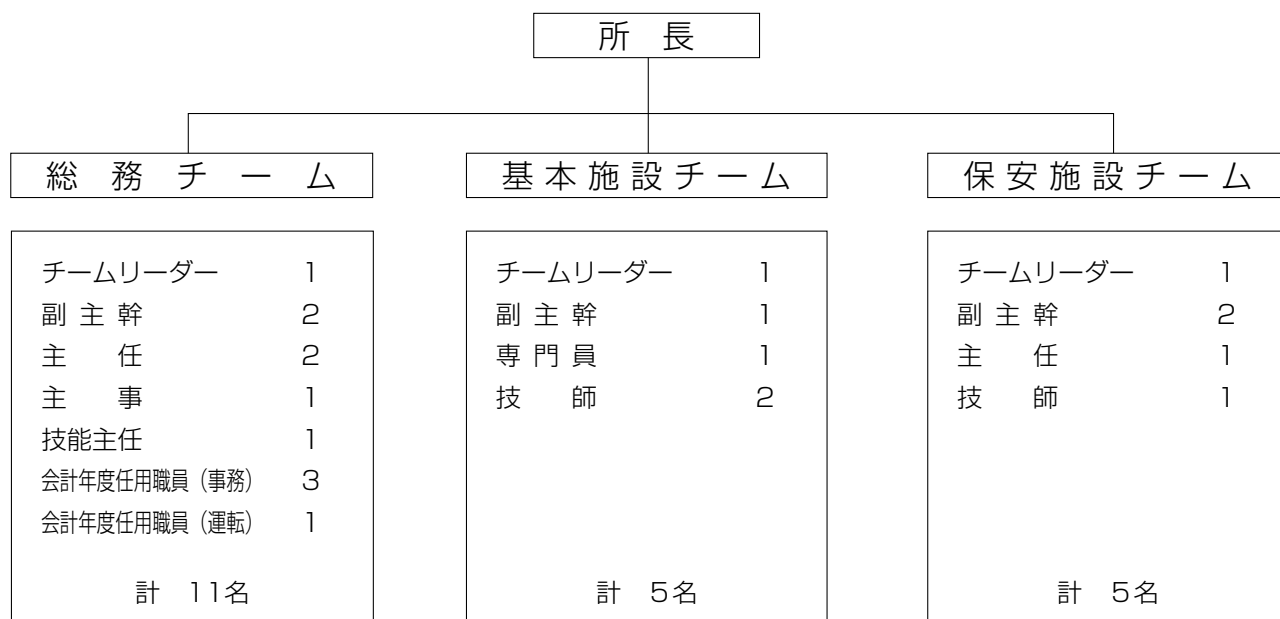 所長
総務チーム
チームリーダー 1
副主幹 2
主任 2
主事 1
技能主任 1
会計年度任用職員（事務） 3
会計年度任用職員（運転） 1
計 11名
基本施設チーム
チームリーダー 1
副主幹 1
専門員 1
技師 2
計 5名
保安施設チーム
チームリーダー 1
副主幹 2
主任 1
技師 1
計 5名